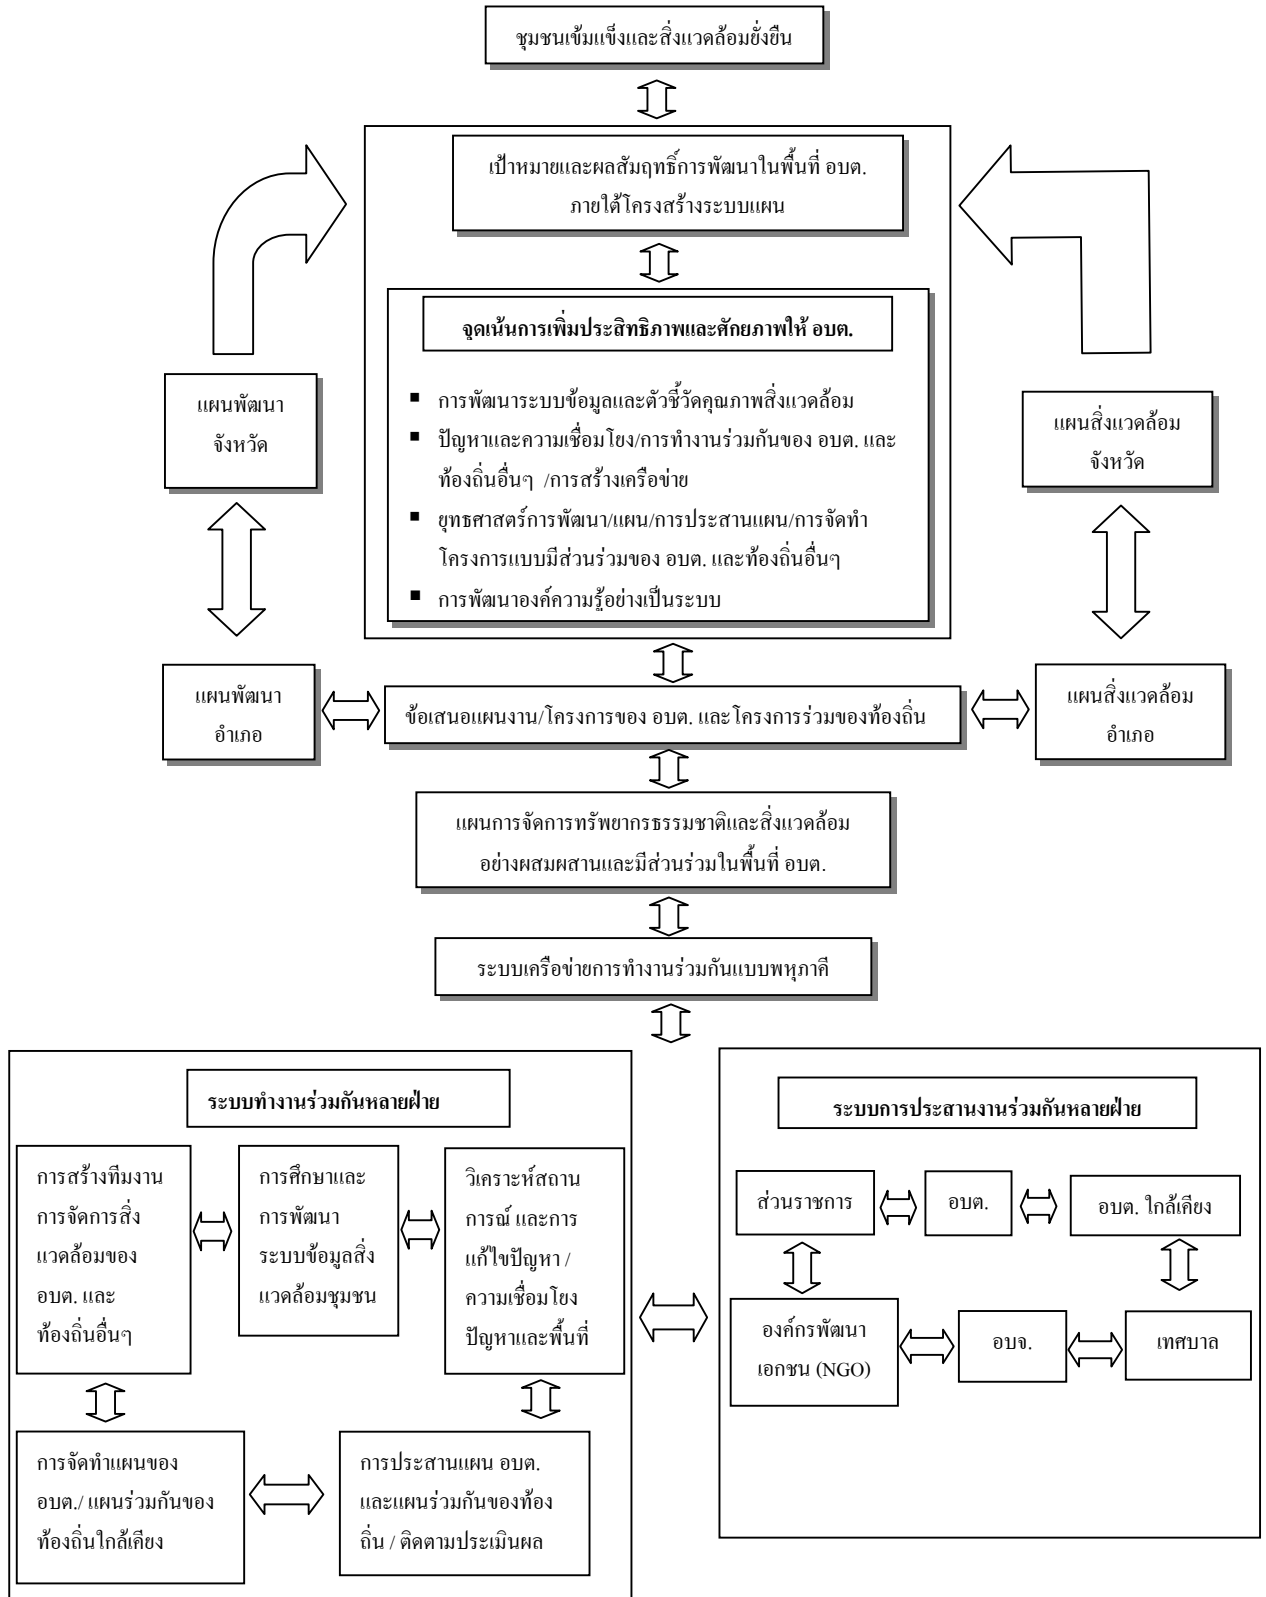 ชุมชนเข้มแข็งและสิ่งแวดล้อมยั่งยืน
เป้าหมายและผลสัมฤทธิ์การพัฒนาในพื้นที่ อบต.
ภายใต้โครงสร้างระบบแผน
จุดเน้นการเพิ่มประสิทธิภาพและศักยภาพให้ อบต.
▪ การพัฒนาระบบข้อมูลและตัวชี้วัดคุณภาพสิ่งแวดล้อม
▪ ปัญหาและความเชื่อมโยง/การทำงานร่วมกันของ อบต. และ
ท้องถิ่นอื่นๆ /การสร้างเครือข่าย
▪ ยุทธศาสตร์การพัฒนา/แผน/การประสานแผน/การจัดทำ
โครงการแบบมีส่วนร่วมของ อบต. และท้องถิ่นอื่นๆ
▪ การพัฒนาองค์ความรู้อย่างเป็นระบบ
แผนพัฒนา
จังหวัด
แผนสิ่งแวดล้อม
จังหวัด
แผนพัฒนา
อำเภอ
ข้อเสนอแผนงาน/โครงการของ อบต. และโครงการร่วมของท้องถิ่น
แผนสิ่งแวดล้อม
อำเภอ
แผนการจัดการทรัพยากรธรรมชาติและสิ่งแวดล้อม
อย่างผสมผสานและมีส่วนร่วมในพื้นที่ อบต.
ระบบเครือข่ายการทำงานร่วมกันแบบพหุภาคี
ระบบทำงานร่วมกันหลายฝ่าย
การสร้างทีมงาน
การจัดการสิ่ง
แวดล้อมของ
อบต. และ
ท้องถิ่นอื่นๆ
การศึกษาและ
การพัฒนา
ระบบข้อมูลสิ่ง
แวดล้อมชุมชน
วิเคราะห์สถาน
การณ์ และการ
แก้ไขปัญหา /
ความเชื่อมโยง
ปัญหาและพื้นที่
การจัดทำแผนของ
อบต./ แผนร่วมกันของ
ท้องถิ่นใกล้เคียง
การประสานแผน อบต.
และแผนร่วมกันของท้อง
ถิ่น / ติดตามประเมินผล
ระบบการประสานงานร่วมกันหลายฝ่าย
ส่วนราชการ
อบต.
อบต. ใกล้เคียง
องค์กรพัฒนา
เอกชน (NGO)
อบจ.
เทศบาล